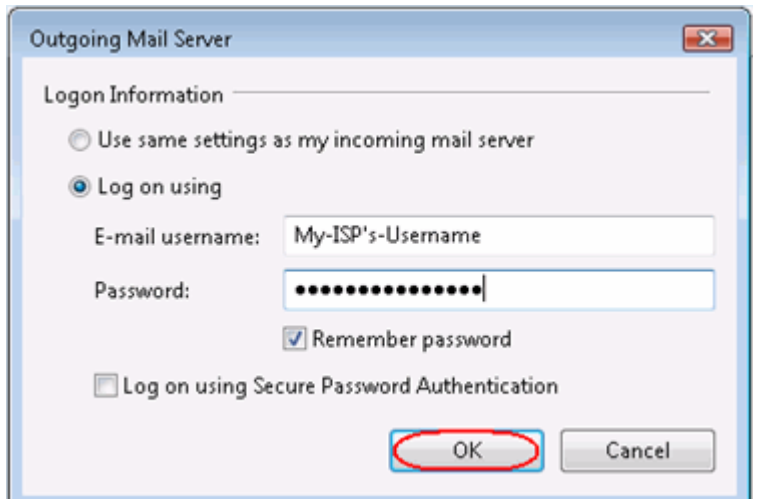 Outgoing Mail Server
Logon Information
Use same settings as my incoming mail server
Log on using
E-mail username: My-ISP's-Username
Password: ●●●●●●●●●●●●●●●
Remember password
Log on using Secure Password Authentication
OK Cancel